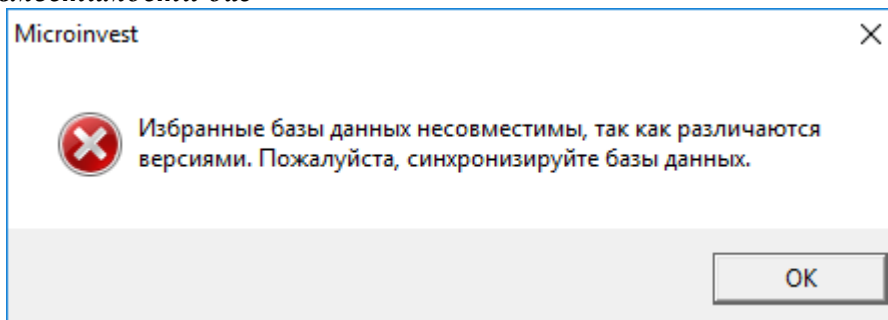 Microinvest
Избранные базы данных несовместимы, так как различаются
версиями. Пожалуйста, синхронизируйте базы данных.
OK